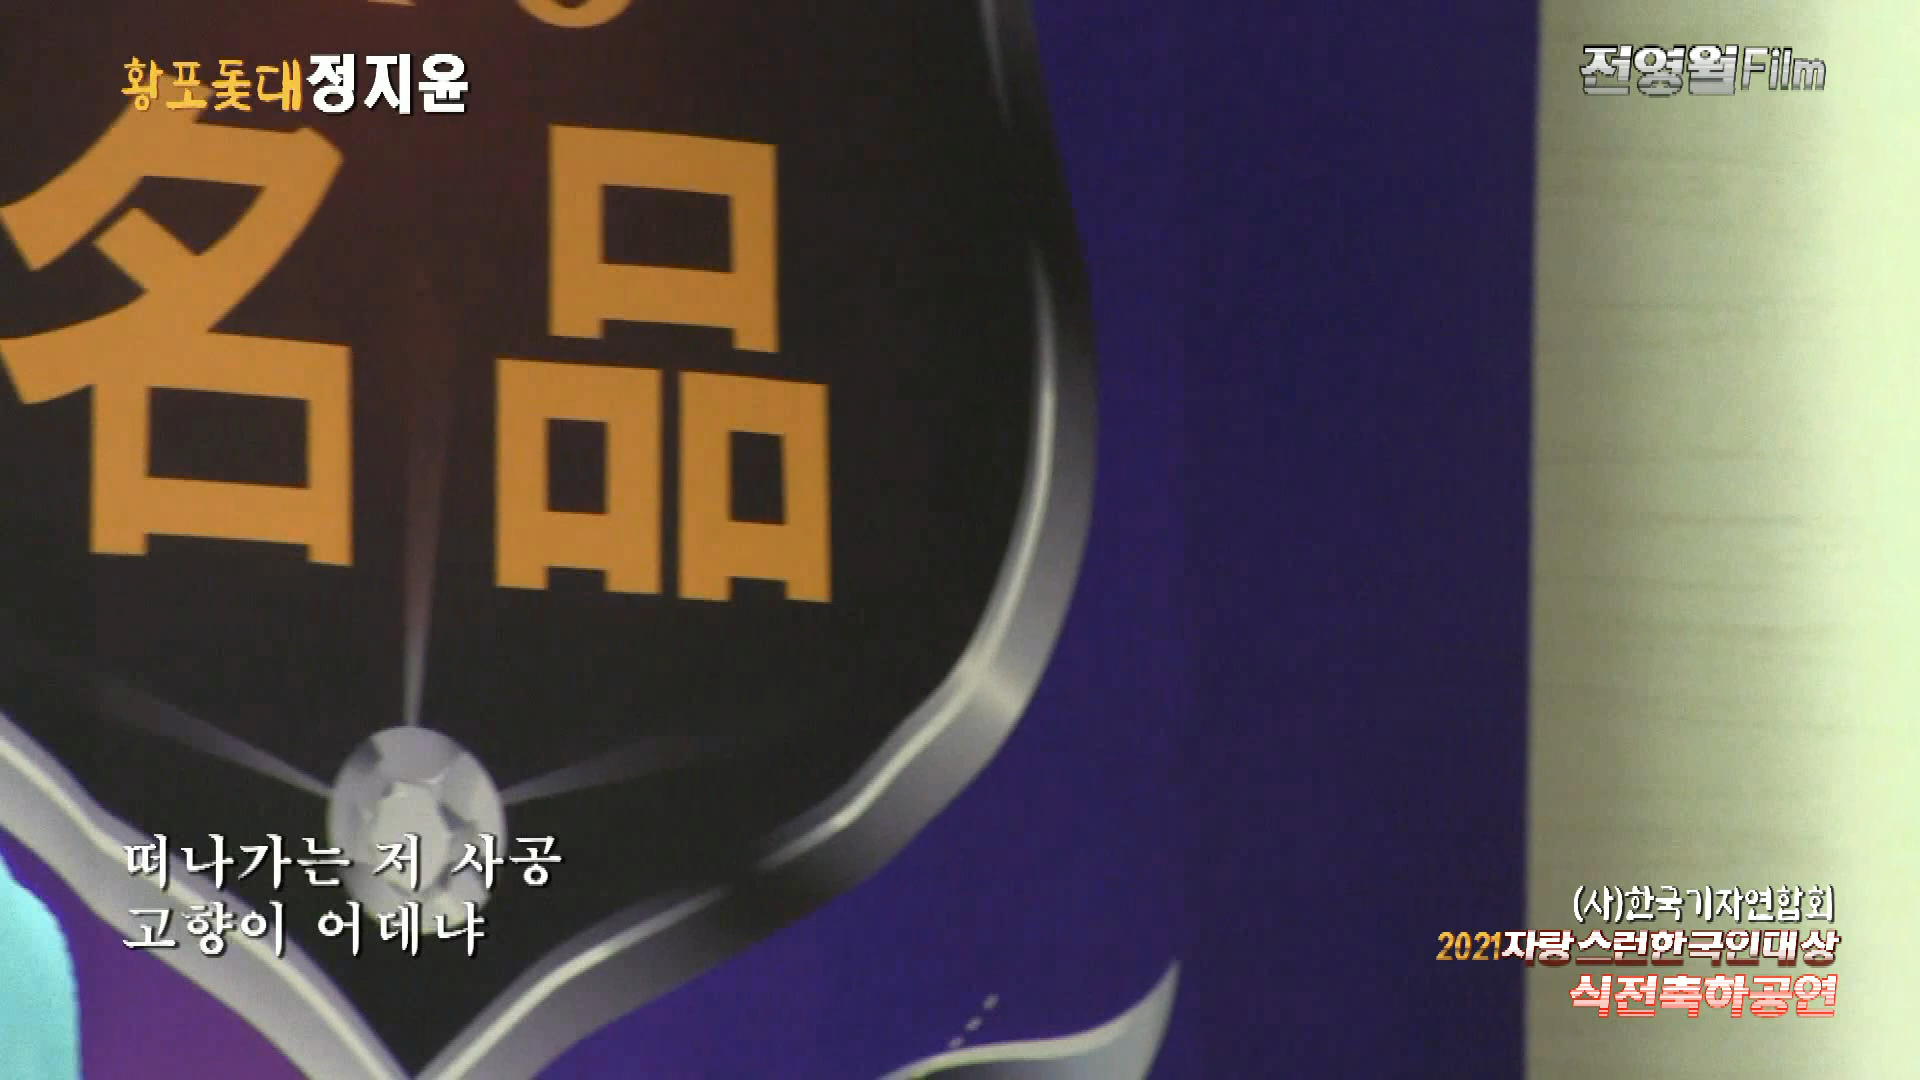 황포돛대 정지윤
전영월Film
名品
떠나가는 저 사공
고향이 어데냐
(사)한국기자연합회
2021자랑스런한국인대상
식전축하공연